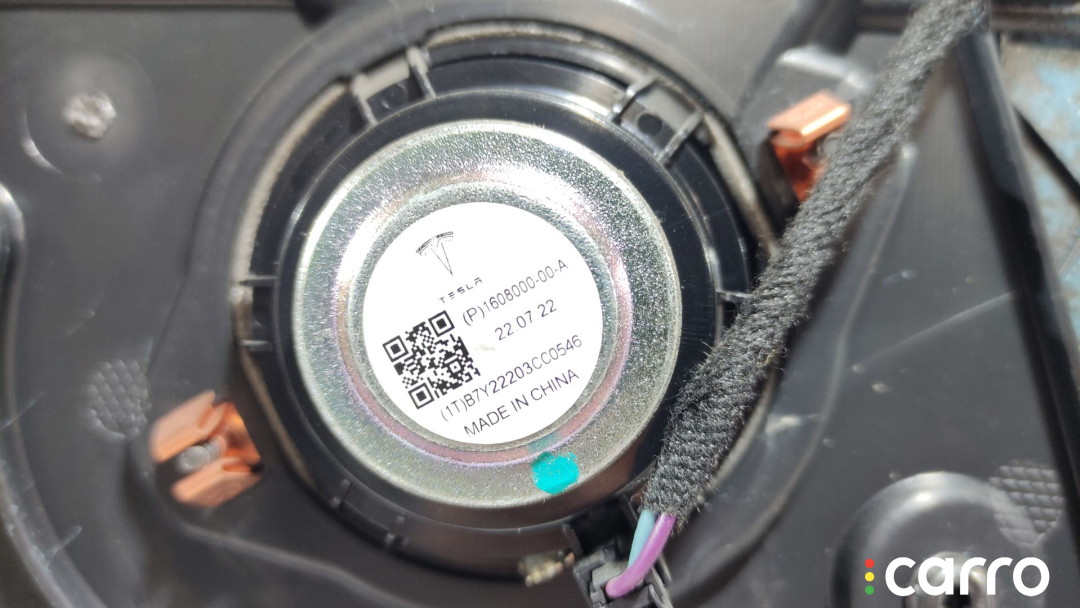 TESLA
(P)1608000-00-A
22 07 22
(1T)B7Y22203CC0546
MADE IN CHINA
carro